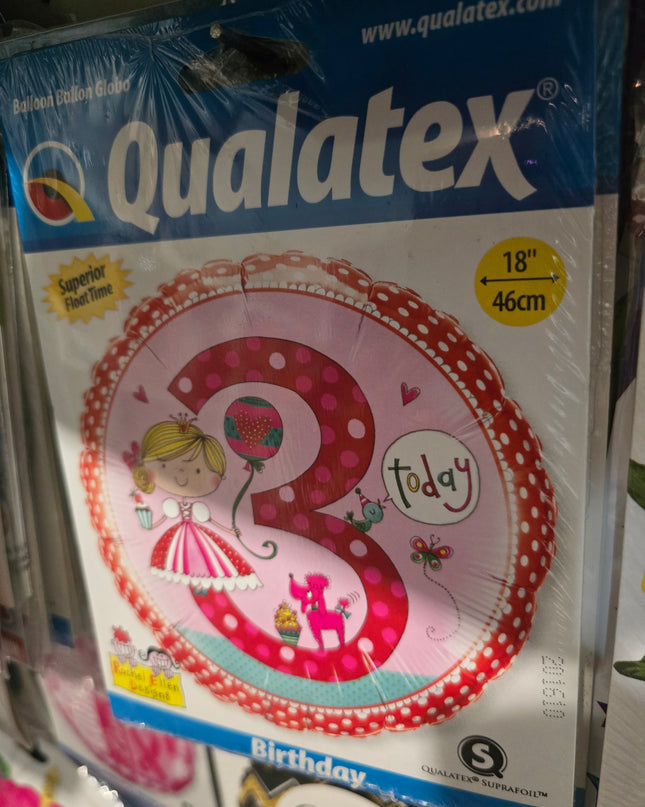 www.qualatex.com
Balloon Ballon Globo
Qualatex®
Superior
Float Time
18"
46cm
3
today
Rachel Ellen
Designs
Birthday
S
QUALATEX® SUPRAFOIL™